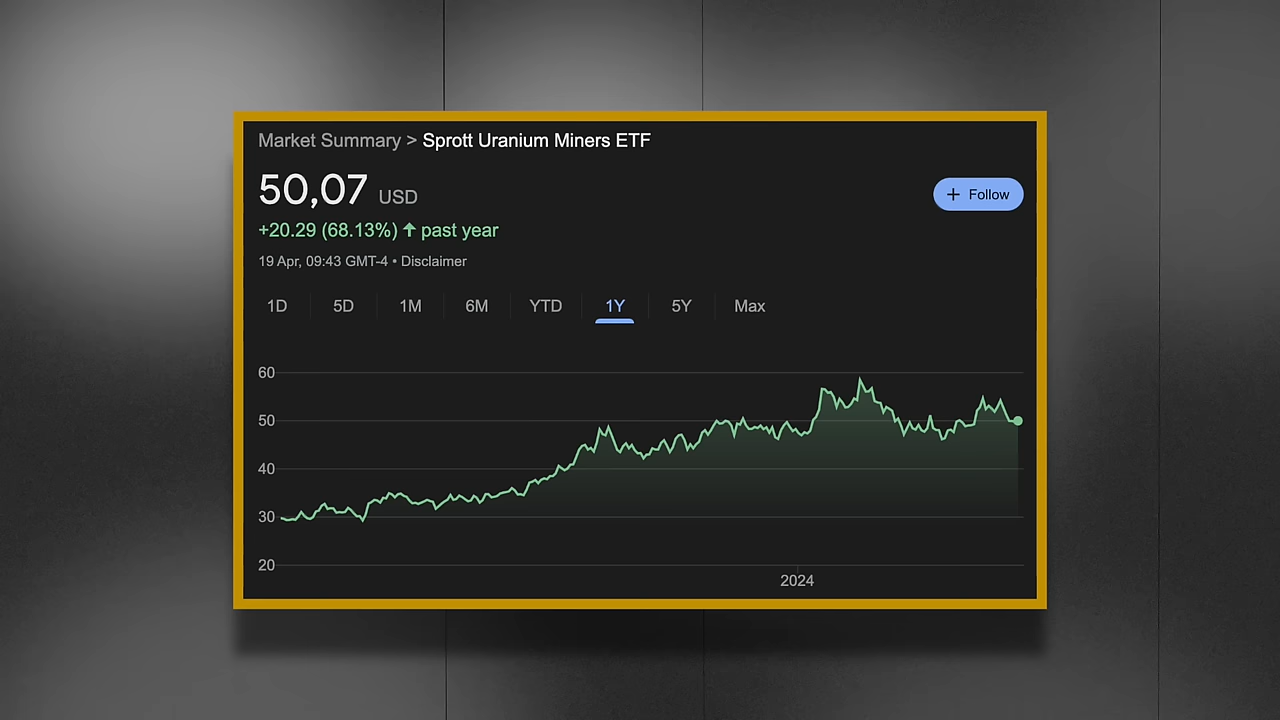 Market Summary > Sprott Uranium Miners ETF
50,07 USD
+ Follow
+20.29 (68.13%) ↑ past year
19 Apr, 09:43 GMT-4 • Disclaimer
1D 5D 1M 6M YTD 1Y 5Y Max
60
50
40
30
20
2024